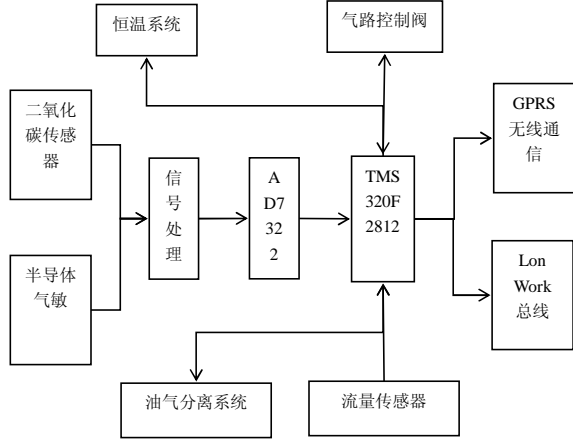 恒温系统
气路控制阀
二氧化
碳传感
器
半导体
气敏
信
号
处
理
A
D7
32
2
TMS
320F
2812
GPRS
无线通
信
Lon
Work
总线
油气分离系统
流量传感器